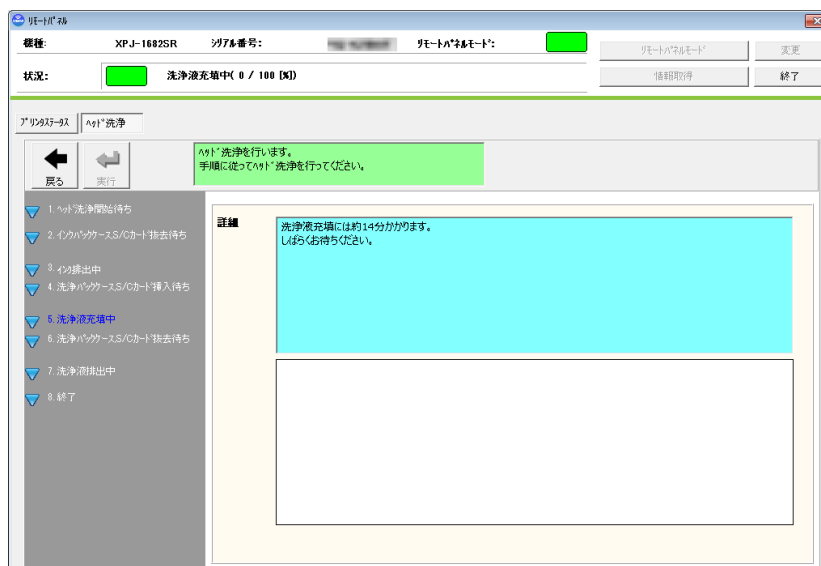 ﾘﾓｰﾄﾊﾟﾈﾙ
機種: XPJ-1682SR ｼﾘｱﾙ番号: ﾘﾓｰﾄﾊﾟﾈﾙﾓｰﾄﾞ: ﾘﾓｰﾄﾊﾟﾈﾙﾓｰﾄﾞ 変更
状況: 洗浄液充填中( 0 / 100 [%]) 情報取得 終了
ﾌﾟﾘﾝﾀｽﾃｰﾀｽ ﾍｯﾄﾞ洗浄
戻る 実行
ﾍｯﾄﾞ洗浄を行います。
手順に従ってﾍｯﾄﾞ洗浄を行ってください。
1. ﾍｯﾄﾞ洗浄開始待ち
2. ｲﾝｸﾊﾟｯｸｹｰｽ,S/Cｶｰﾄﾞ抜去待ち
3. ｲﾝｸ排出中
4. 洗浄ﾊﾟｯｸｹｰｽ,S/Cｶｰﾄﾞ挿入待ち
5. 洗浄液充填中
6. 洗浄ﾊﾟｯｸｹｰｽ,S/Cｶｰﾄﾞ抜去待ち
7. 洗浄液排出中
8. 終了
詳細
洗浄液充填には約14分かかります。
しばらくお待ちください。